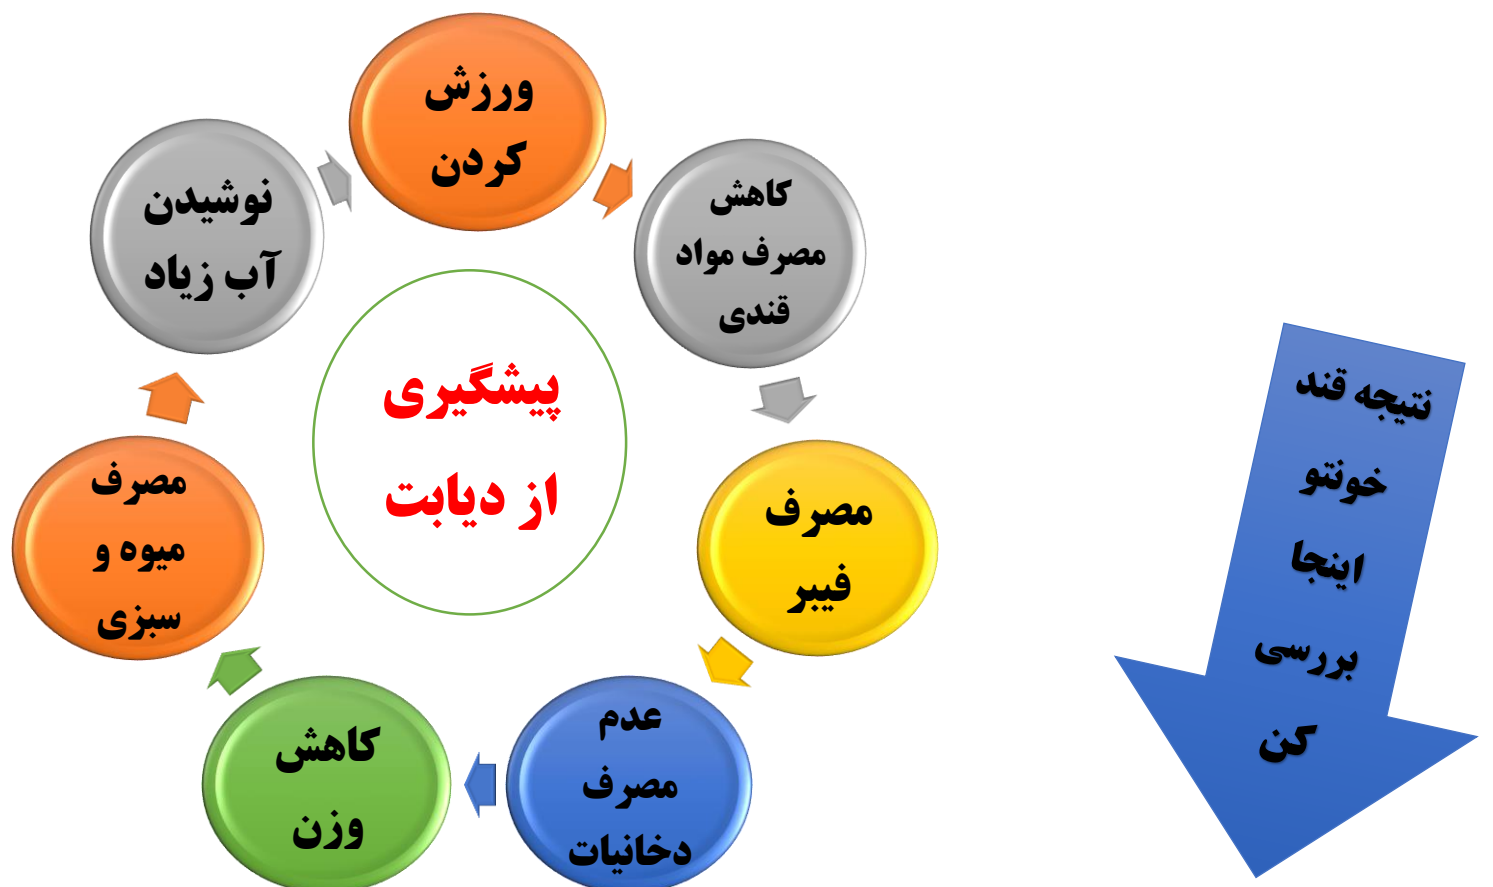 ورزش
کردن
کاهش
مصرف مواد
قندی
مصرف
فیبر
عدم
مصرف
دخانیات
کاهش
وزن
مصرف
میوه و
سبزی
نوشیدن
آب زیاد
پیشگیری
از دیابت
نتیجه قند
خونتو
اینجا
بررسی
کن